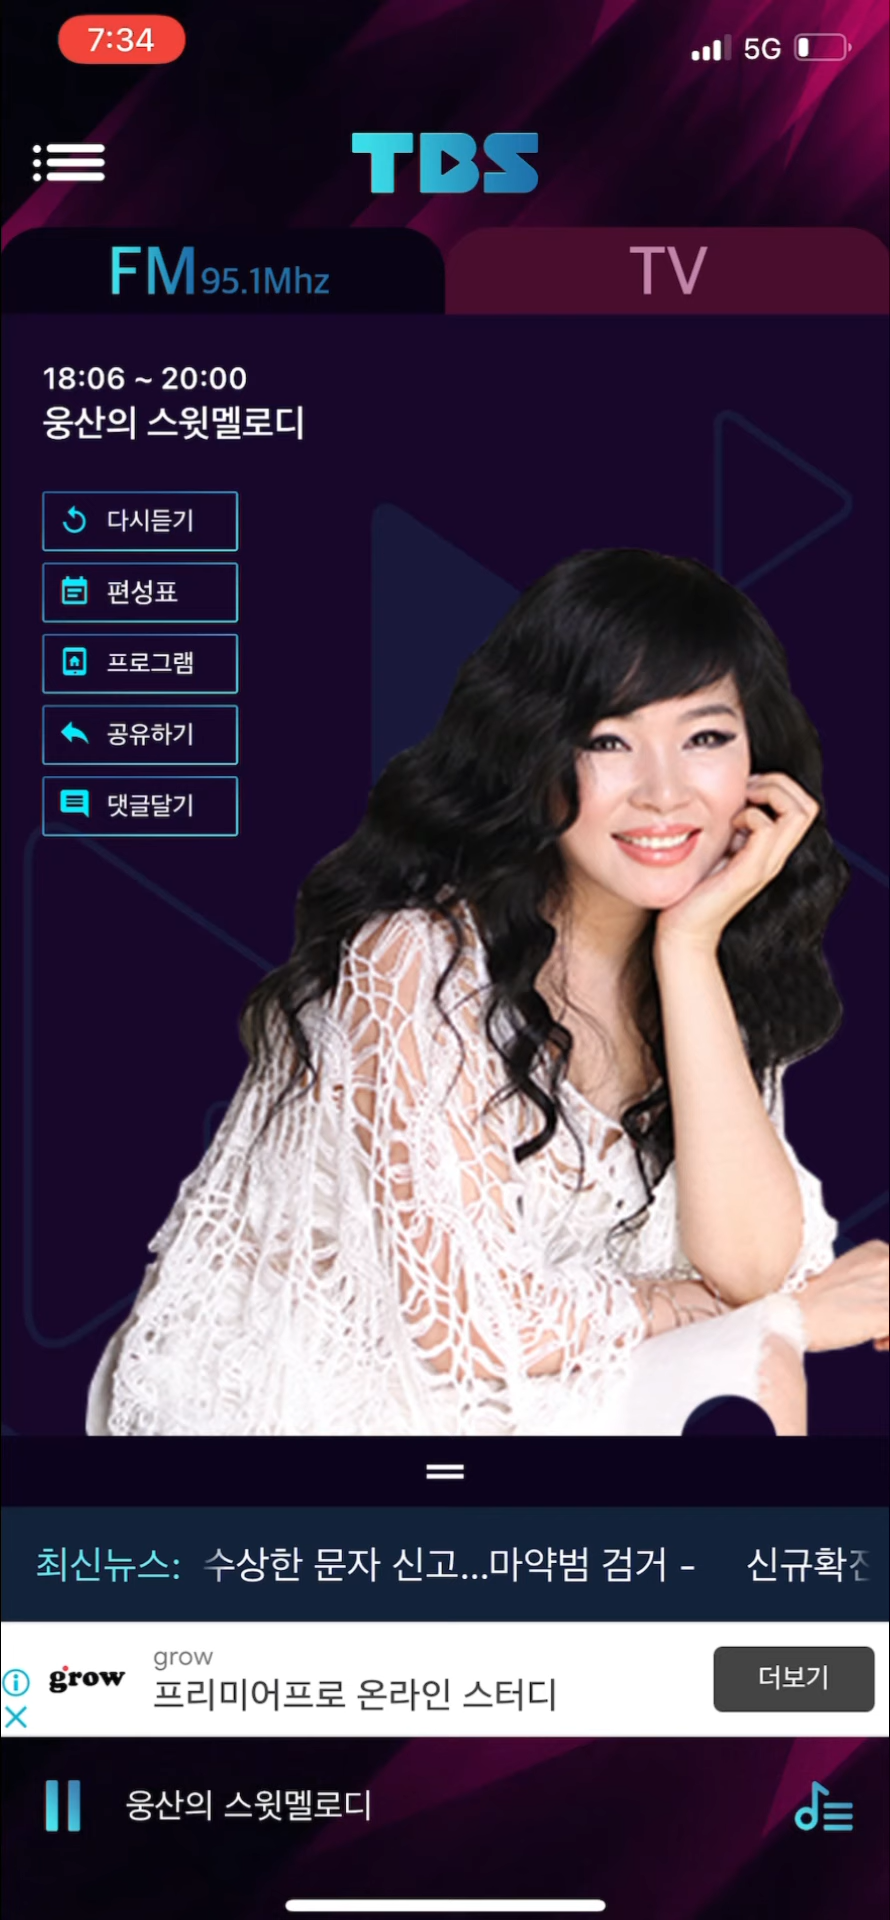 7:34
5G
TBS
FM 95.1Mhz
TV
18:06 ~ 20:00
웅산의 스윗멜로디
다시듣기
편성표
프로그램
공유하기
댓글달기
최신뉴스: 수상한 문자 신고...마약범 검거 - 신규확
grow
grow
프리미어프로 온라인 스터디
더보기
웅산의 스윗멜로디